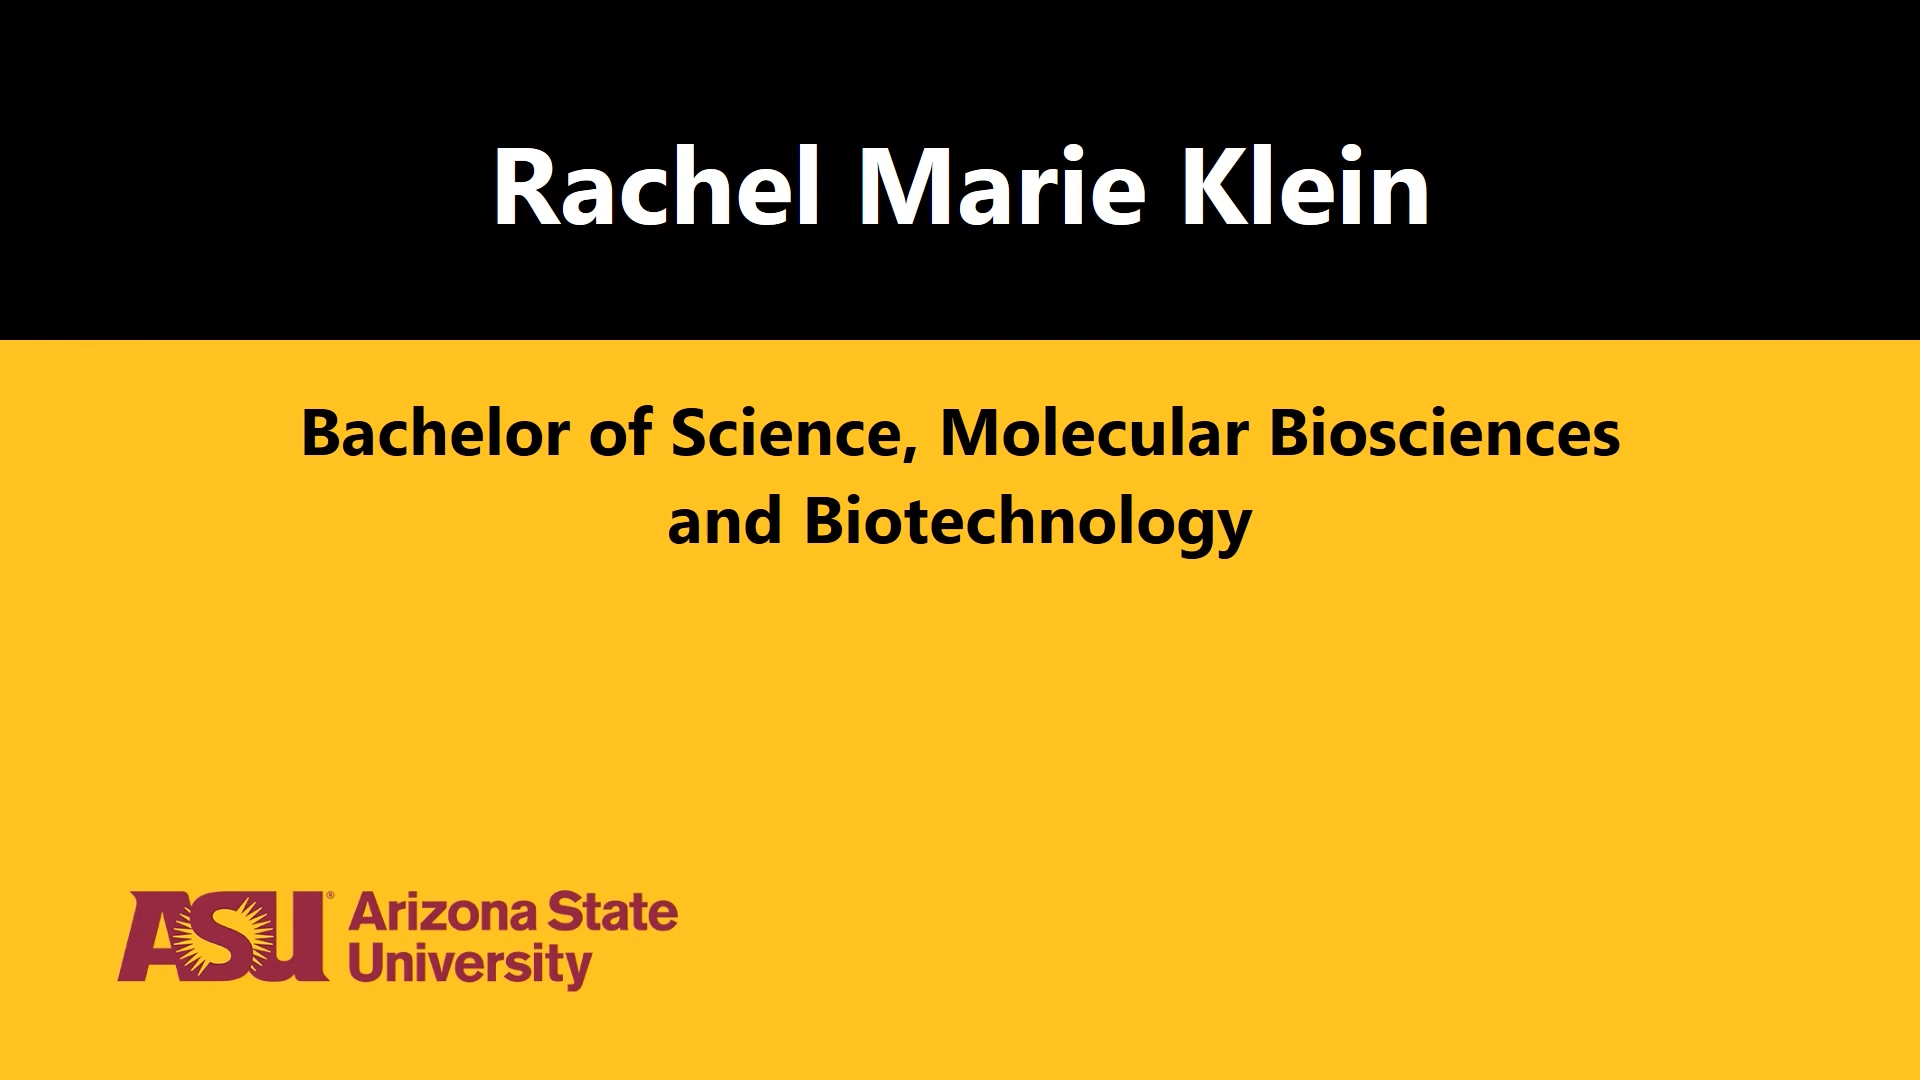 Rachel Marie Klein
Bachelor of Science, Molecular Biosciences
and Biotechnology
ASU® Arizona State
University